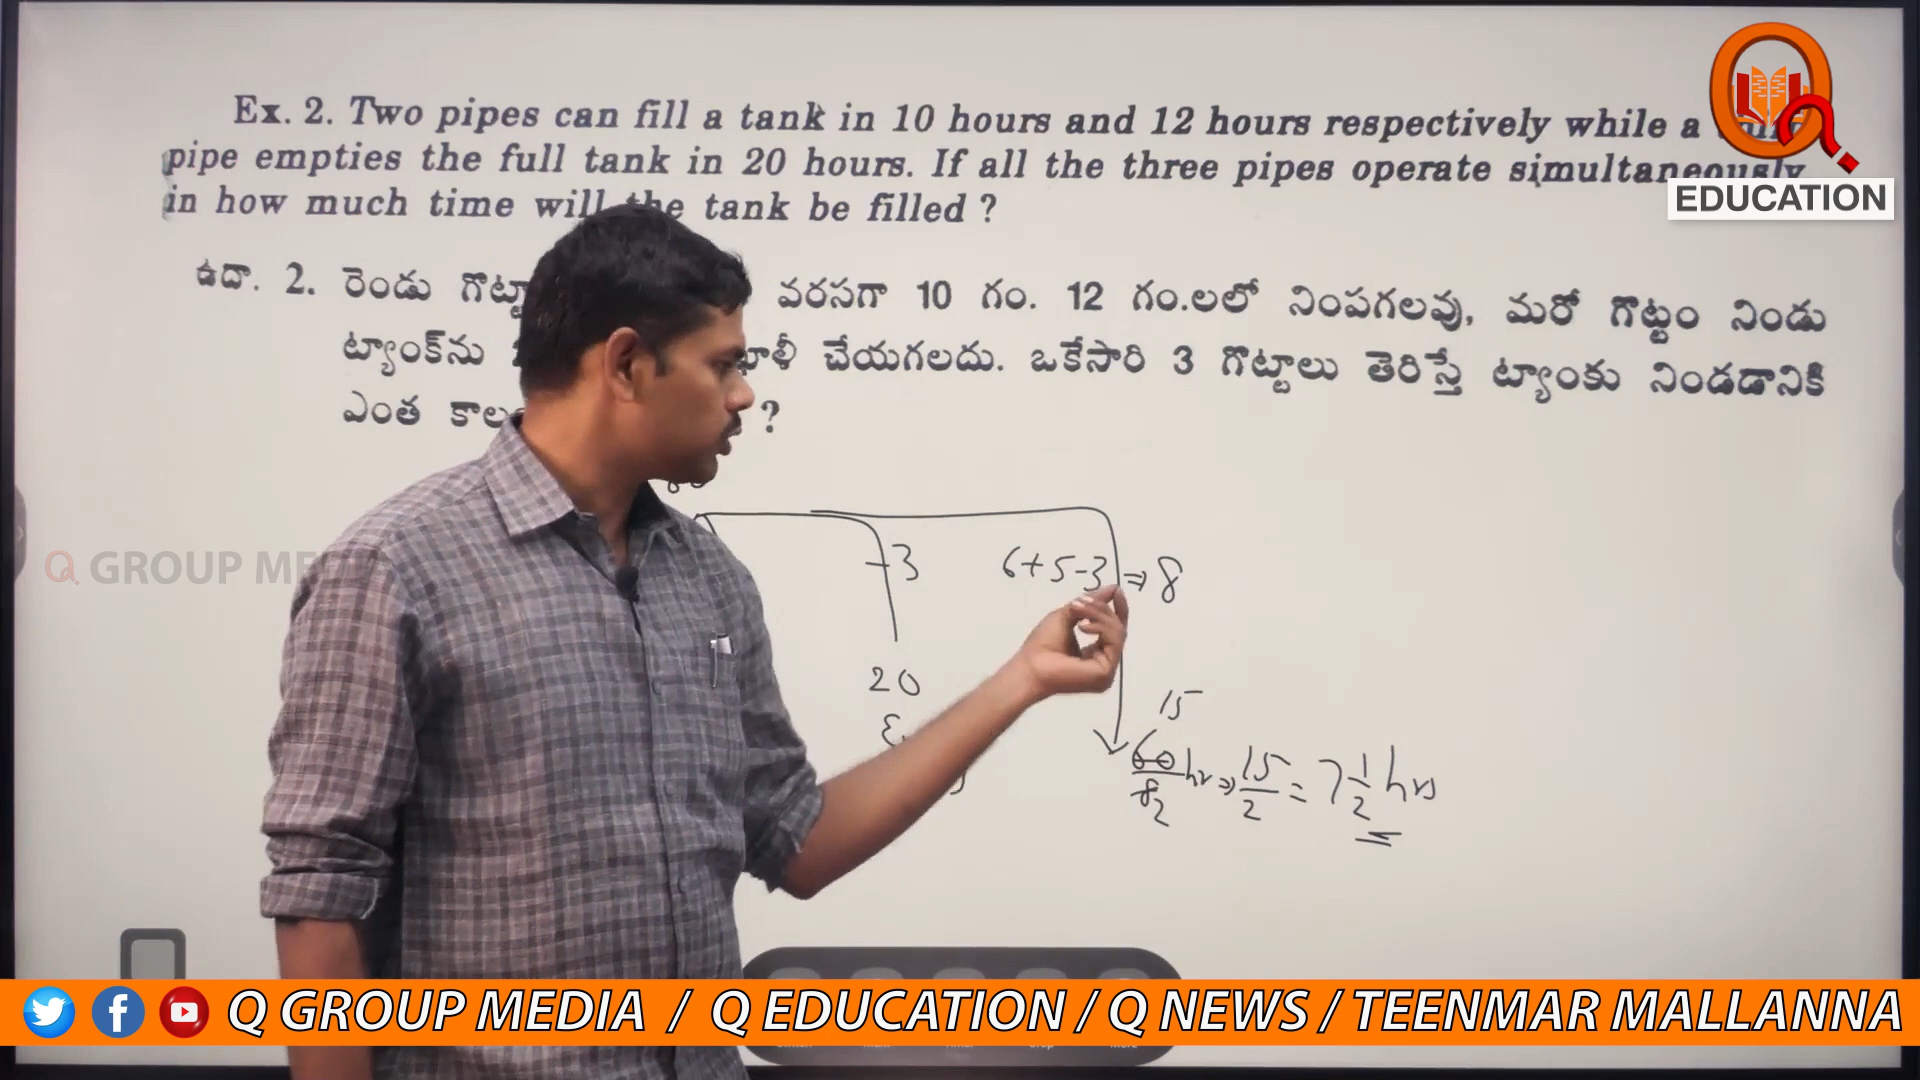 Ex. 2. Two pipes can fill a tank in 10 hours and 12 hours respectively while a
pipe empties the full tank in 20 hours. If all the three pipes operate simultaneously
in how much time will the tank be filled ?
ఉదా. 2. రెండు వరసగా 10 గం. 12 గం.లలో నింపగలవు, మరో గొట్టం నిండు
ట్యాంక్‌ను ఖాళీ చేయగలదు. ఒకేసారి 3 గొట్టాలు తెరిస్తే ట్యాంకు నిండడానికి
ఎంత ?
-3 6+5-3 ⇒ 8
20
15
60/8 hr ⇒ 15/2 = 7 1/2 hrs
2
EDUCATION
Q GROUP ME
Q GROUP MEDIA / Q EDUCATION / Q NEWS / TEENMAR MALLANNA